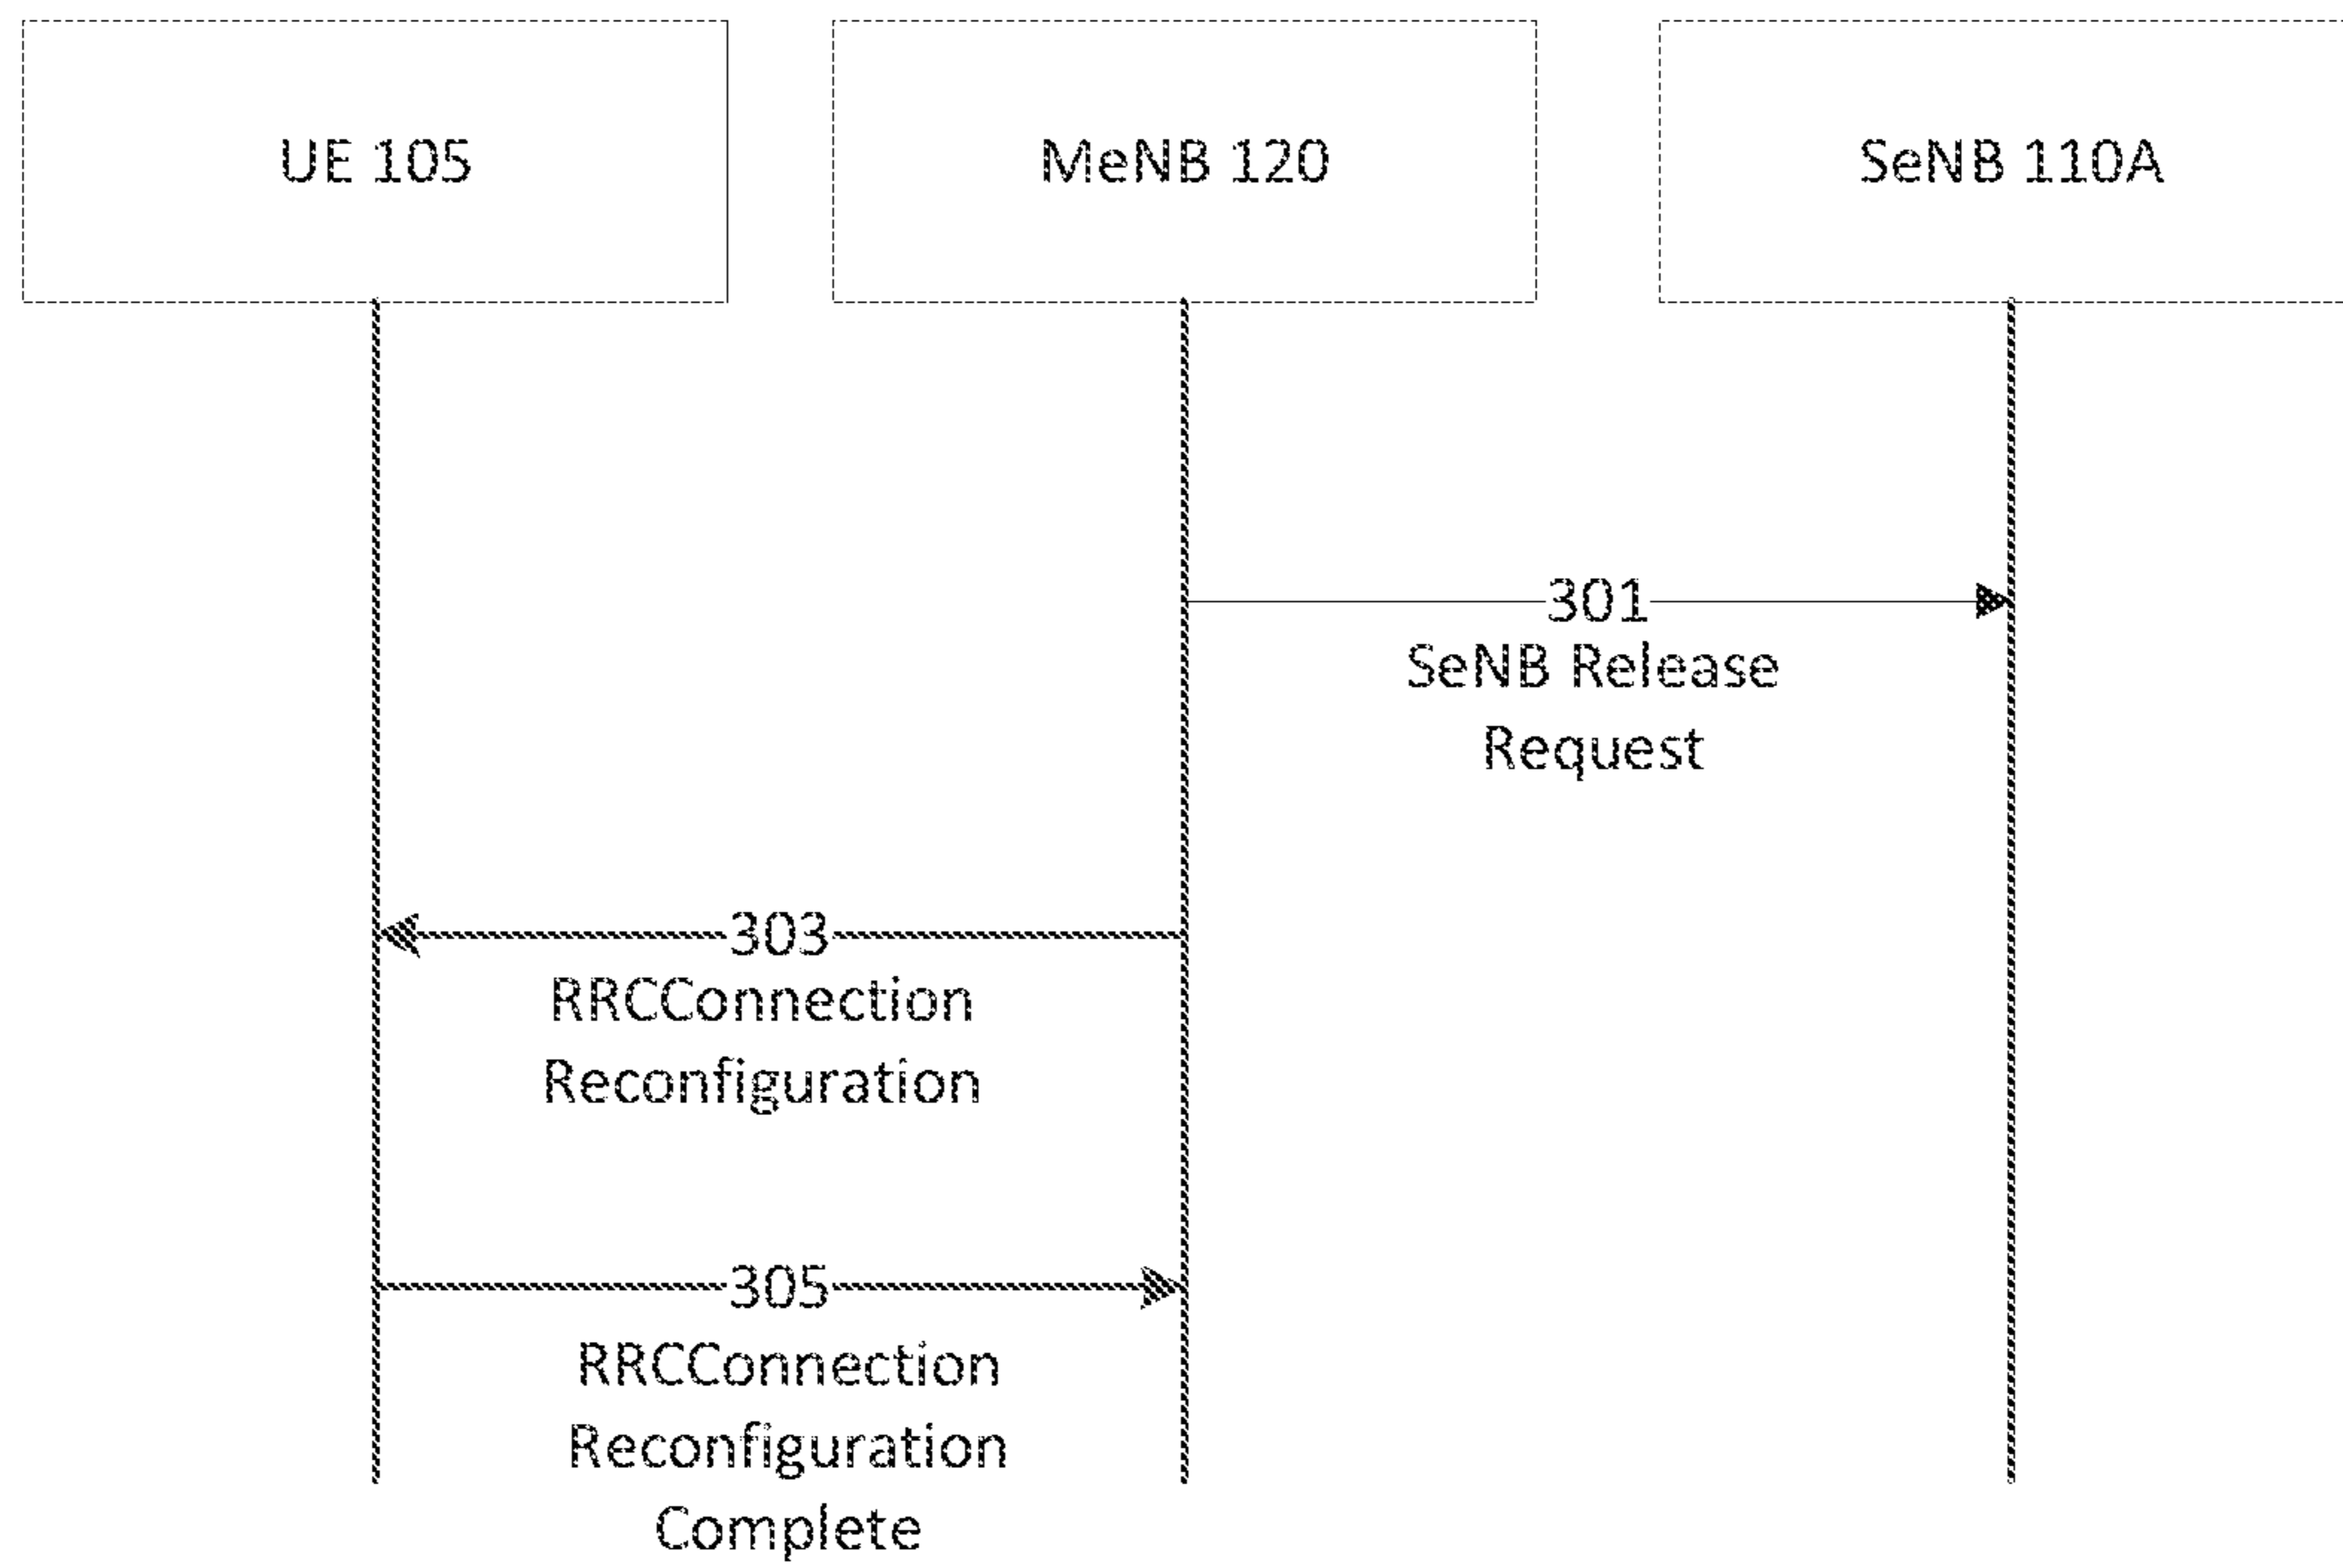 UE 105
MeNB 120
SeNB 110A
301
SeNB Release
Request
303
RRCConnection
Reconfiguration
305
RRCConnection
Reconfiguration
Complete